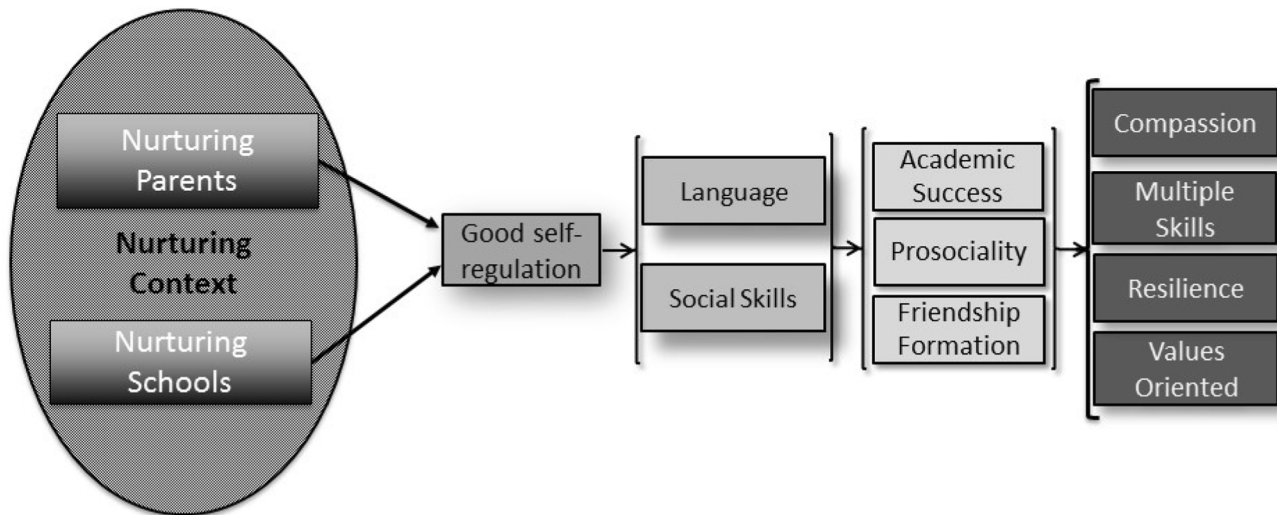 Nurturing
Parents
Nurturing
Context
Nurturing
Schools
Good self-
regulation
Language
Social Skills
Academic
Success
Prosociality
Friendship
Formation
Compassion
Multiple
Skills
Resilience
Values
Oriented